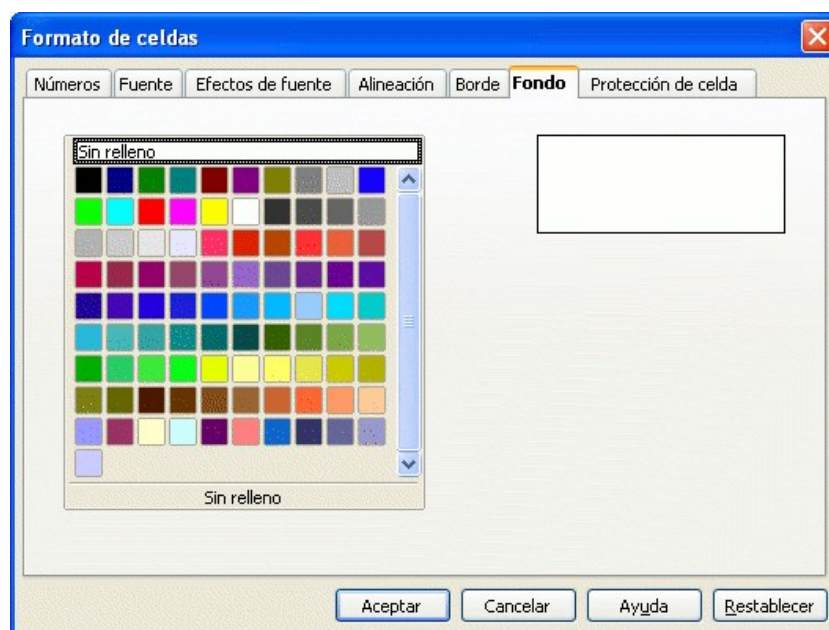 Formato de celdas
Números Fuente Efectos de fuente Alineación Borde Fondo Protección de celda
Sin relleno
Sin relleno
Aceptar Cancelar Ayuda Restablecer